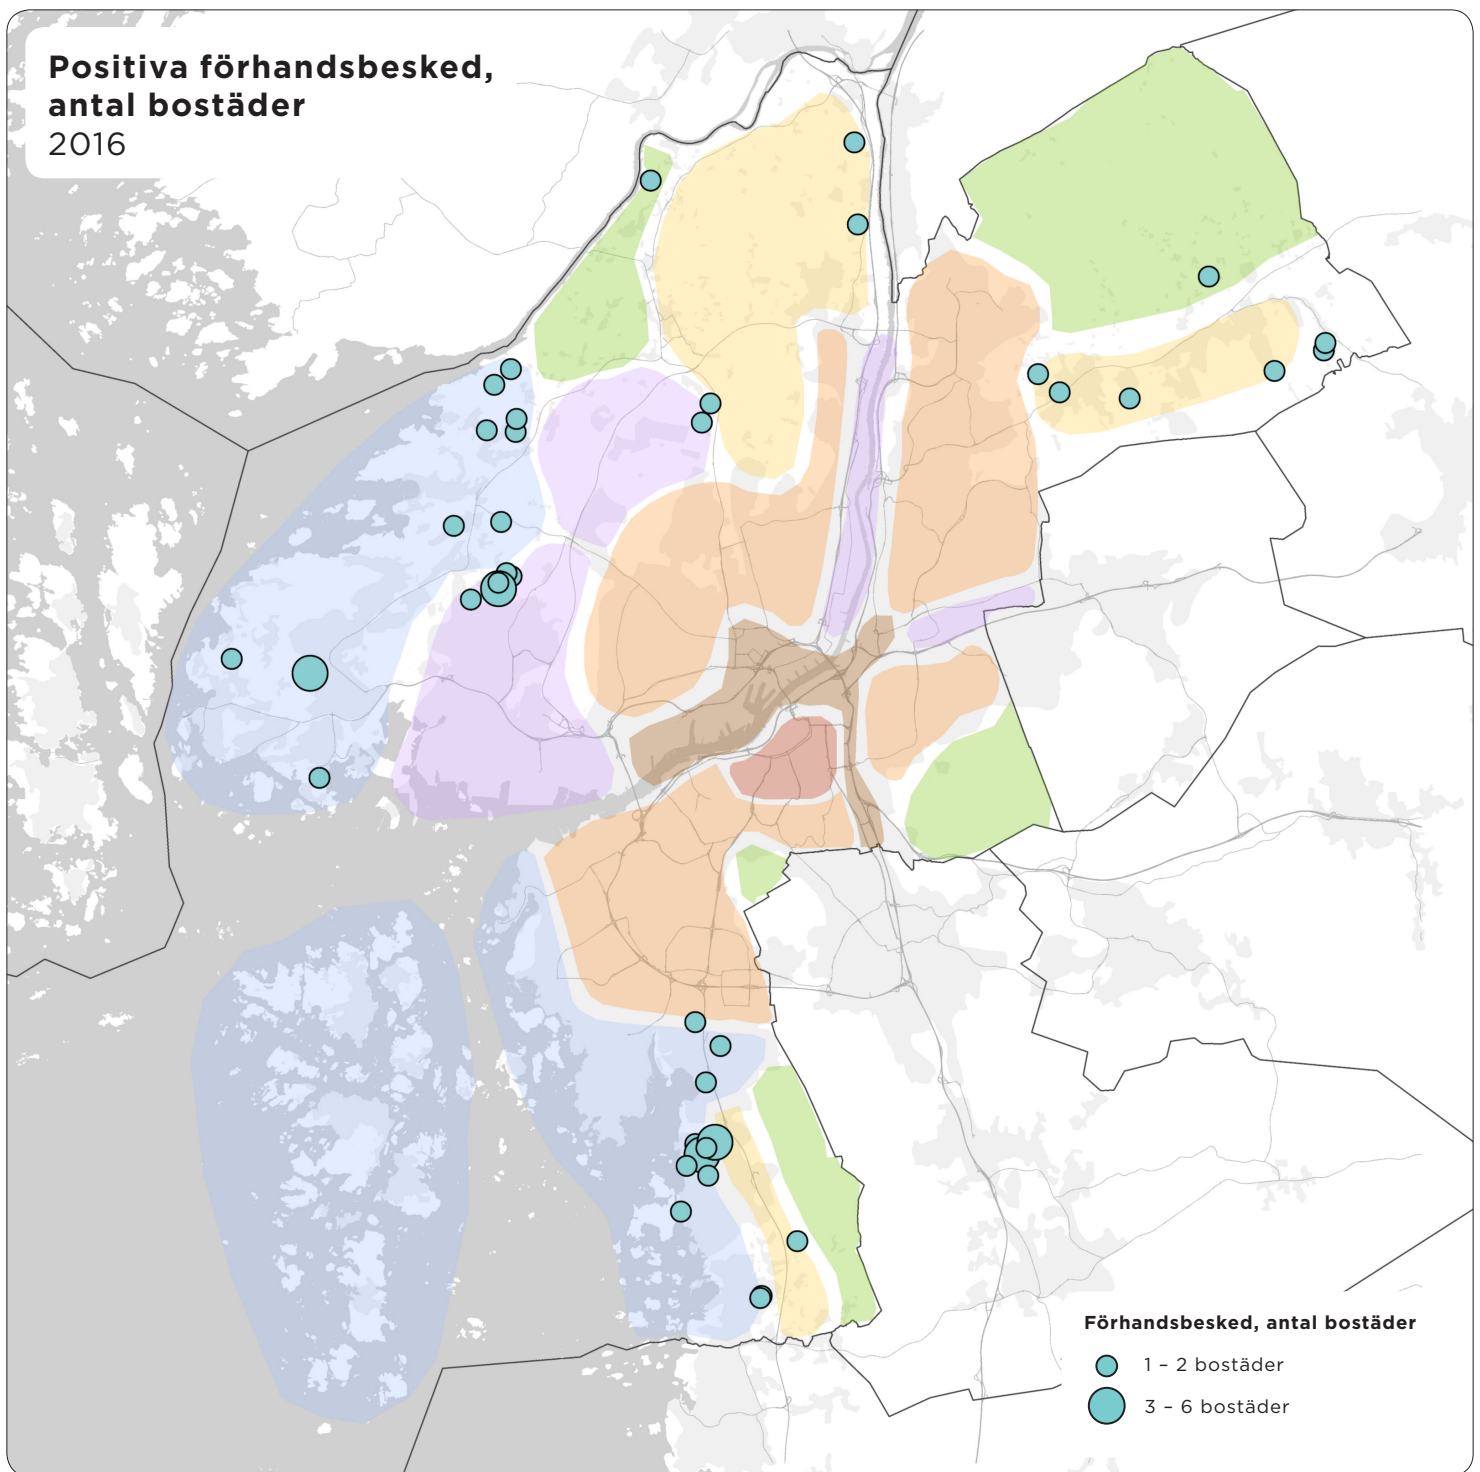 Positiva förhandsbesked,
antal bostäder
2016
Förhandsbesked, antal bostäder
1 – 2 bostäder
3 – 6 bostäder